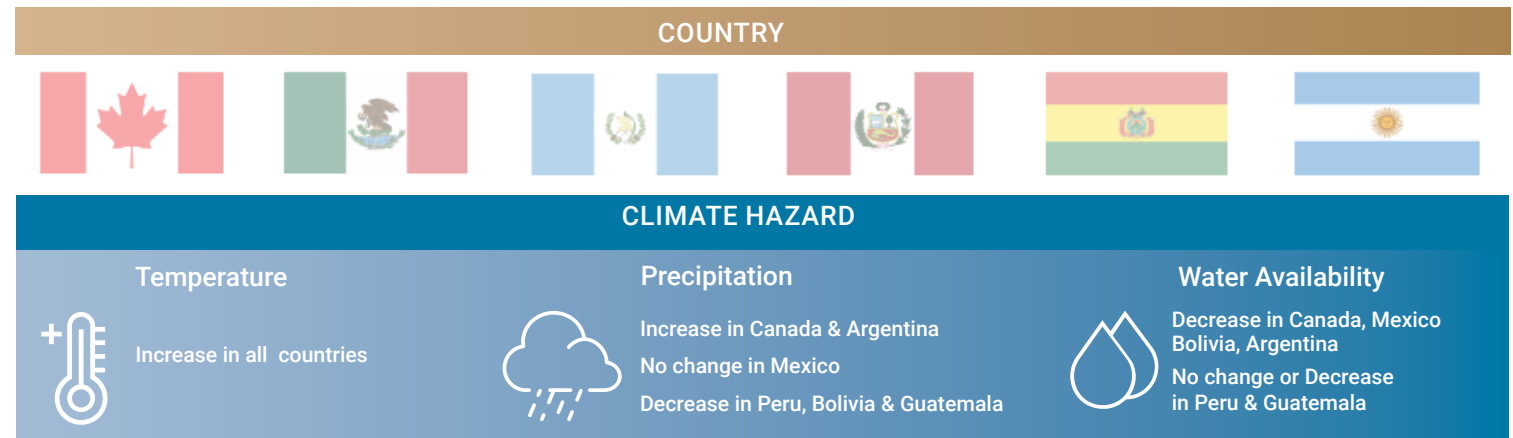 COUNTRY
CLIMATE HAZARD
Temperature
Increase in all countries
Precipitation
Increase in Canada & Argentina
No change in Mexico
Decrease in Peru, Bolivia & Guatemala
Water Availability
Decrease in Canada, Mexico
Bolivia, Argentina
No change or Decrease
in Peru & Guatemala